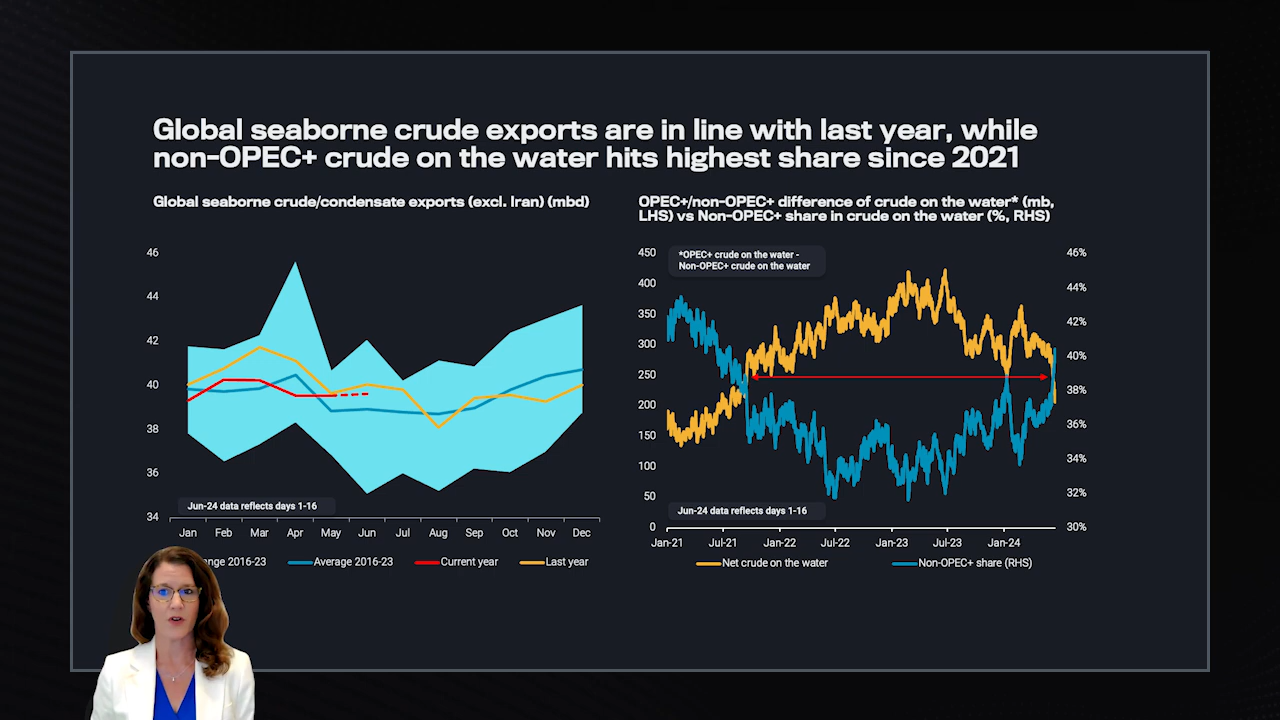 Global seaborne crude exports are in line with last year, while
non-OPEC+ crude on the water hits highest share since 2021
Global seaborne crude/condensate exports (excl. Iran) (mbd)
46
44
42
40
38
36
34
Jun-24 data reflects days 1-16
Jan Feb Mar Apr May Jun Jul Aug Sep Oct Nov Dec
2016-23 Average 2016-23 Current year Last year
OPEC+/non-OPEC+ difference of crude on the water* (mb,
LHS) vs Non-OPEC+ share in crude on the water (%, RHS)
450
400
350
300
250
200
150
100
50
0
*OPEC+ crude on the water -
Non-OPEC+ crude on the water
46%
44%
42%
40%
38%
36%
34%
32%
30%
Jun-24 data reflects days 1-16
Jan-21 Jul-21 Jan-22 Jul-22 Jan-23 Jul-23 Jan-24
Net crude on the water Non-OPEC+ share (RHS)